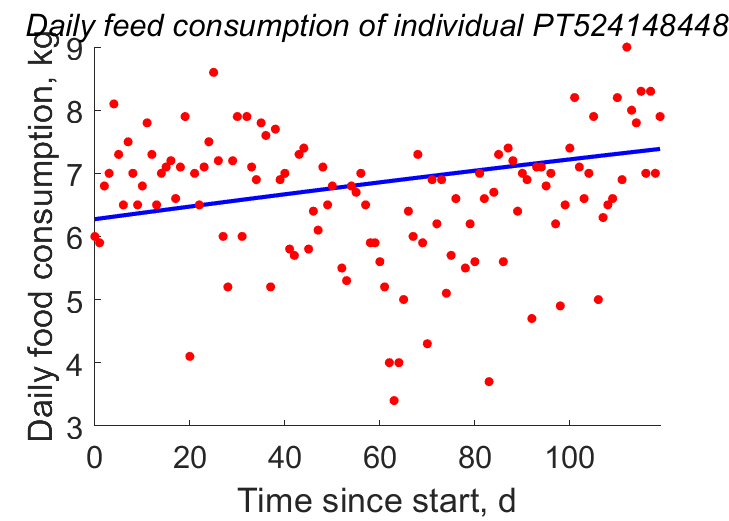 Daily feed consumption of individual PT524148448
Daily food consumption, kg
9
8
7
6
5
4
3
0 20 40 60 80 100
Time since start, d